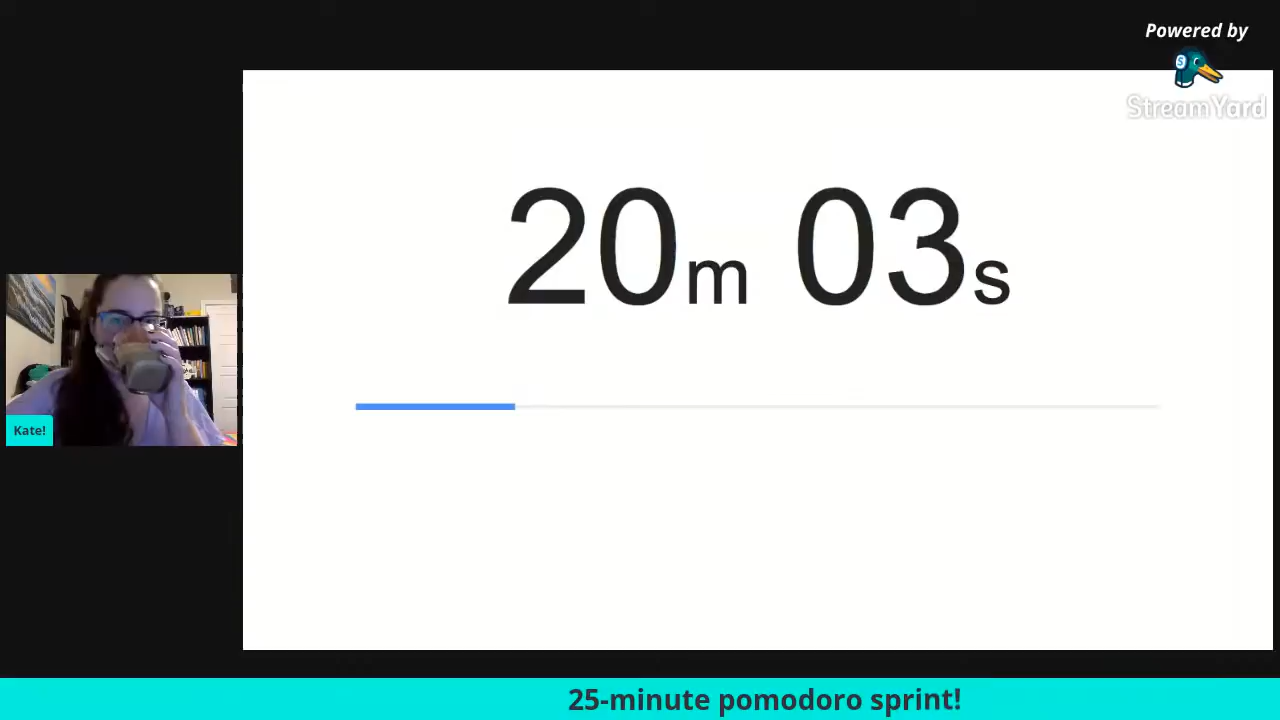 Powered by
StreamYard
20m 03s
Kate!
25-minute pomodoro sprint!